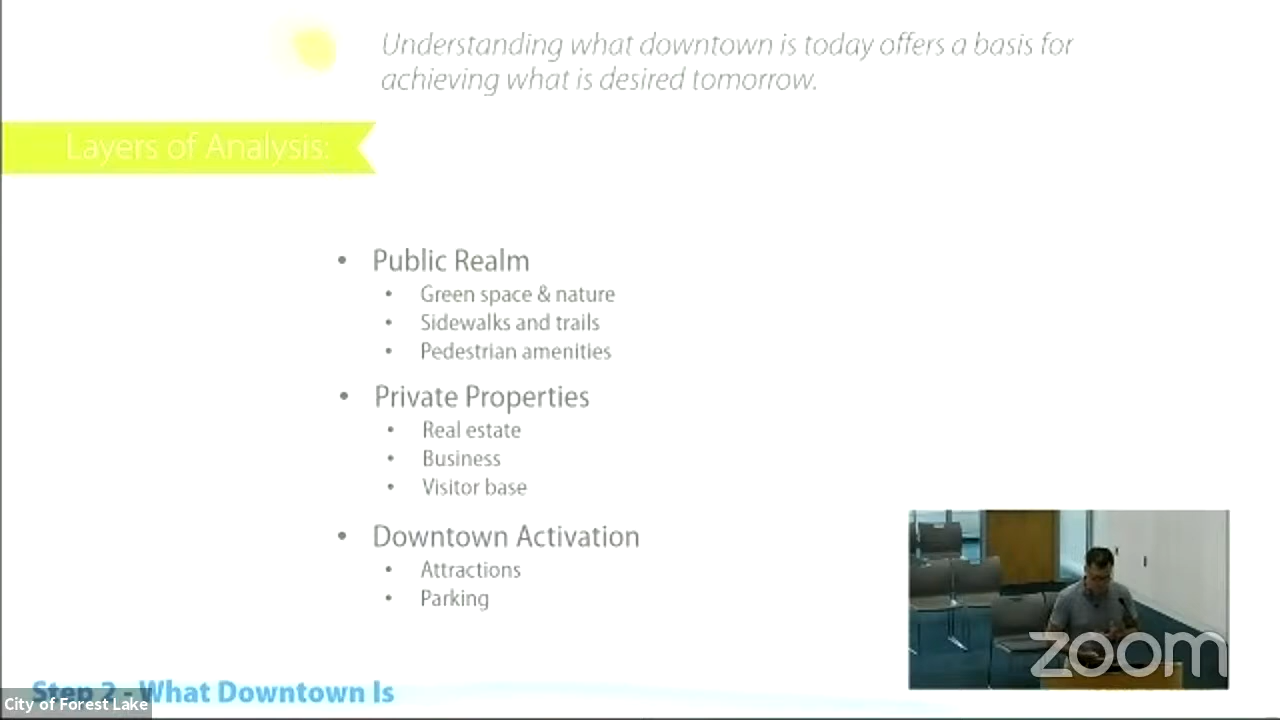 Understanding what downtown is today offers a basis for
achieving what is desired tomorrow.
Layers of Analysis:
• Public Realm
• Green space & nature
• Sidewalks and trails
• Pedestrian amenities
• Private Properties
• Real estate
• Business
• Visitor base
• Downtown Activation
• Attractions
• Parking
zoom
Step 2 - What Downtown Is
City of Forest Lake